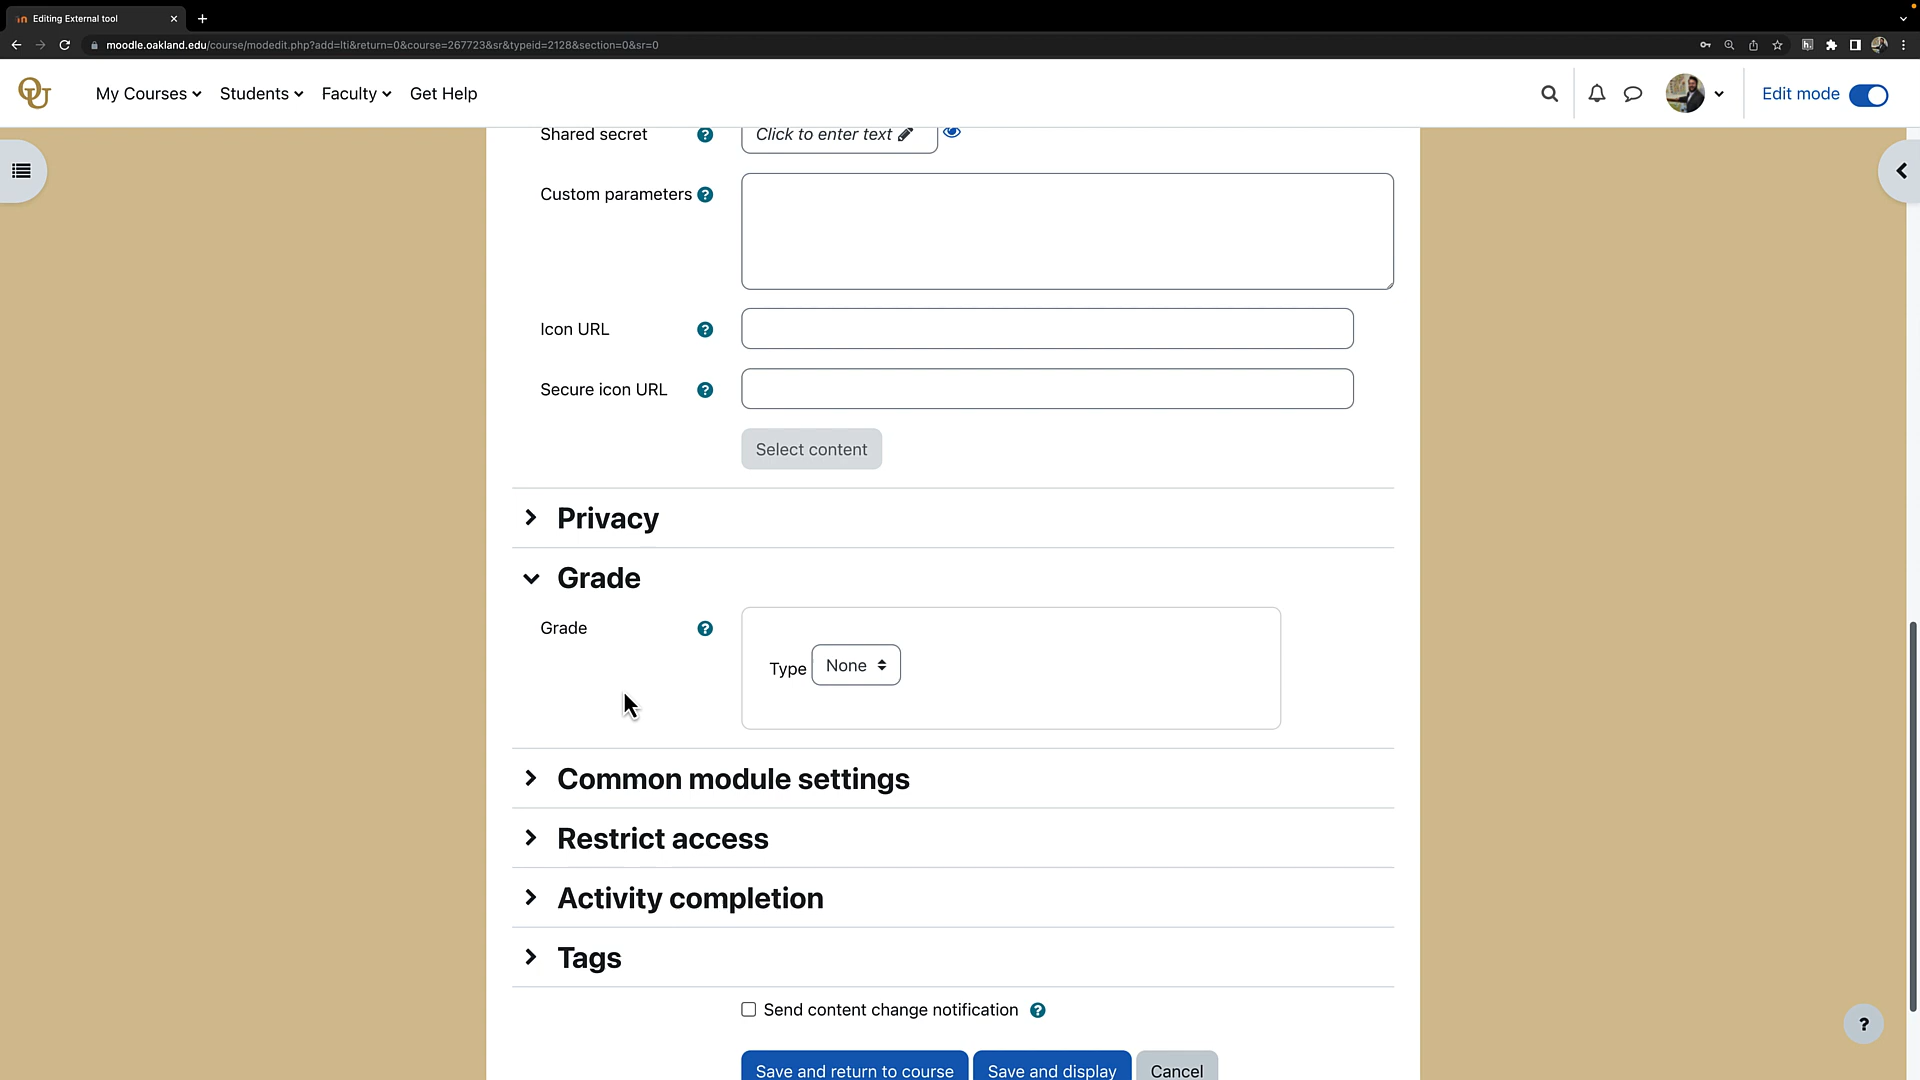 Editing External tool
moodle.oakland.edu/course/modedit.php?add=lti&return=0&course=267723&sr&typeid=2128&section=0&sr=0
OU
My Courses Students Faculty Get Help
Edit mode
Shared secret ? Click to enter text
Custom parameters ?
Icon URL ?
Secure icon URL ?
Select content
Privacy
Grade
Grade ?
Type None
Common module settings
Restrict access
Activity completion
Tags
Send content change notification ?
?
Save and return to course Save and display Cancel